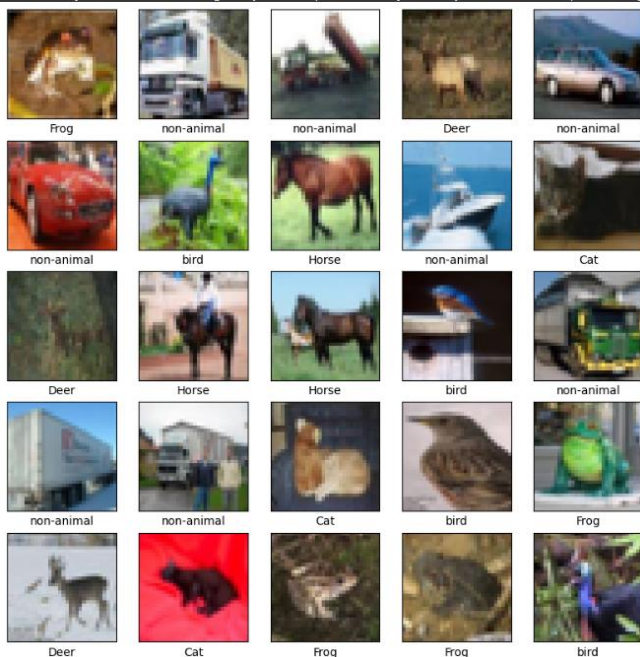 Frog non-animal non-animal Deer non-animal
non-animal bird Horse non-animal Cat
Deer Horse Horse bird non-animal
non-animal non-animal Cat bird Frog
Deer Cat Frog Frog bird